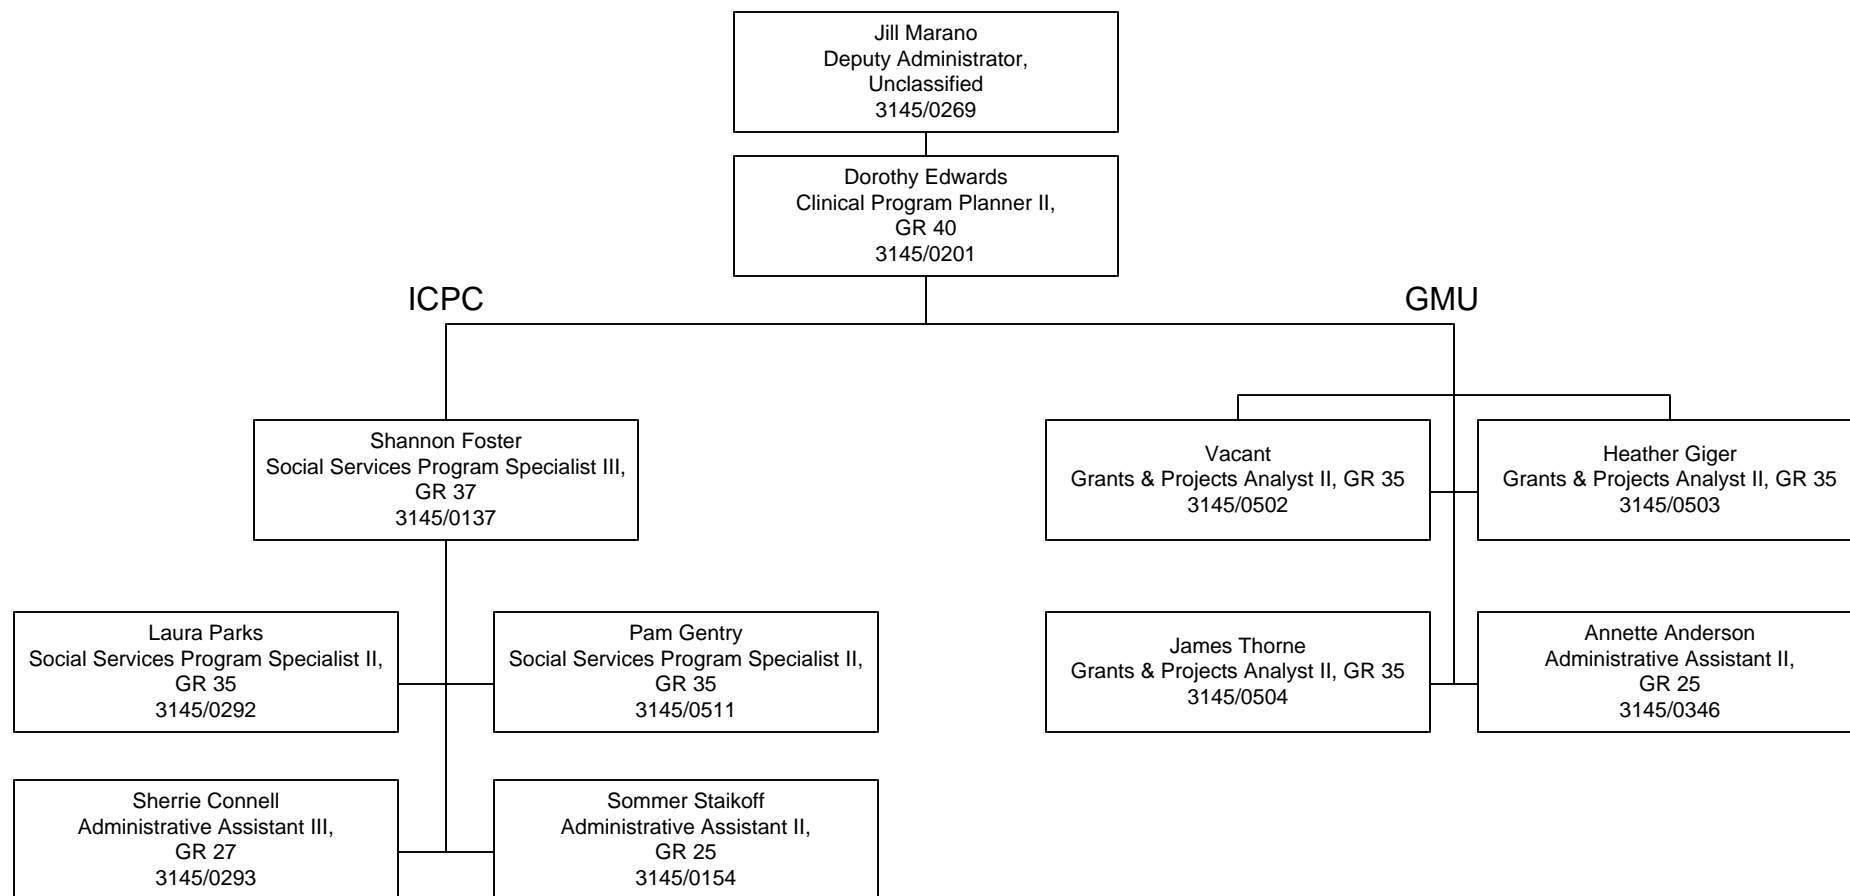 Jill Marano
Deputy Administrator,
Unclassified
3145/0269
Dorothy Edwards
Clinical Program Planner II,
GR 40
3145/0201
ICPC
GMU
Shannon Foster
Social Services Program Specialist III,
GR 37
3145/0137
Vacant
Grants & Projects Analyst II, GR 35
3145/0502
Heather Giger
Grants & Projects Analyst II, GR 35
3145/0503
Laura Parks
Social Services Program Specialist II,
GR 35
3145/0292
Pam Gentry
Social Services Program Specialist II,
GR 35
3145/0511
James Thorne
Grants & Projects Analyst II, GR 35
3145/0504
Annette Anderson
Administrative Assistant II,
GR 25
3145/0346
Sherrie Connell
Administrative Assistant III,
GR 27
3145/0293
Sommer Staikoff
Administrative Assistant II,
GR 25
3145/0154